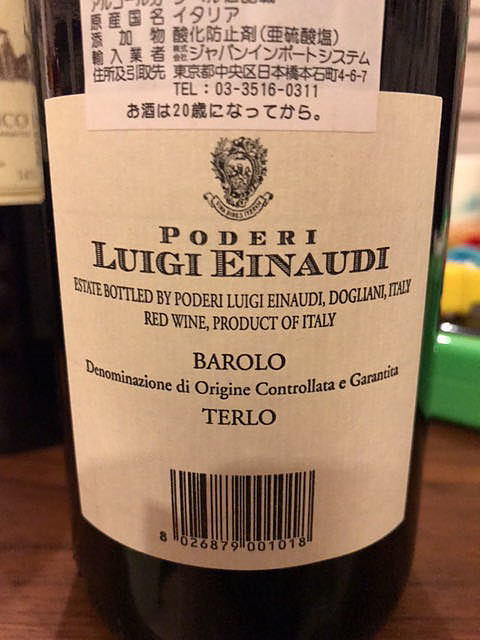 原産国名 イタリア
添加物 酸化防止剤(亜硫酸塩)
輸入業者 株式会社ジャパンインポートシステム
住所及引取先 東京都中央区日本橋本石町4-6-7
TEL：03-3516-0311
お酒は20歳になってから。
PODERI
LUIGI EINAUDI
ESTATE BOTTLED BY PODERI LUIGI EINAUDI, DOGLIANI, ITALY
RED WINE, PRODUCT OF ITALY
BAROLO
Denominazione di Origine Controllata e Garantita
TERLO
8 026879 001018